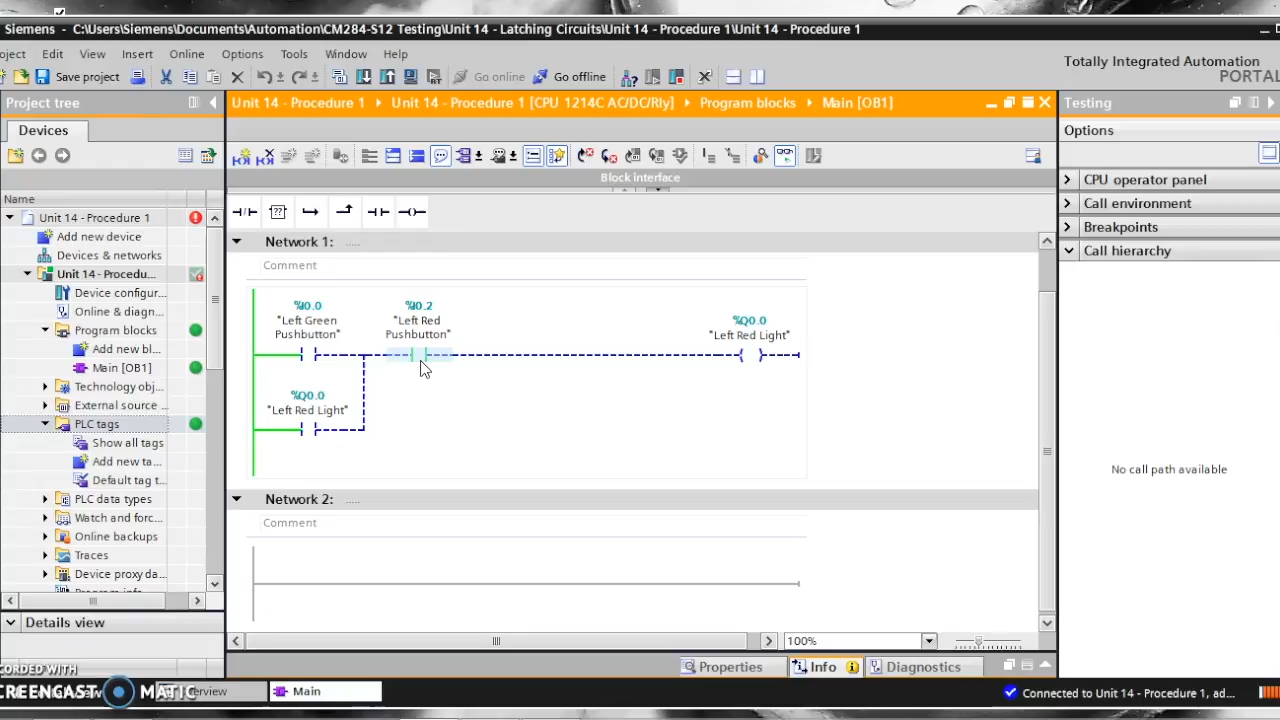 Siemens - C:\Users\Siemens\Documents\Automation\CM284-S12 Testing\Unit 14 - Latching Circuits\Unit 14 - Procedure 1\Unit 14 - Procedure 1
oject Edit View Insert Online Options Tools Window Help
Totally Integrated Automation
PORTAL
Save project Go online Go offline
Project tree
Unit 14 - Procedure 1 Unit 14 - Procedure 1 [CPU 1214C AC/DC/Rly] Program blocks Main [OB1]
Testing
Devices
Options
Block interface
CPU operator panel
Call environment
Breakpoints
Call hierarchy
No call path available
Name
Unit 14 - Procedure 1
Add new device
Devices & networks
Unit 14 - Procedu...
Device configur...
Online & diagn...
Program blocks
Add new bl...
Main [OB1]
Technology obj...
External source ...
PLC tags
Show all tags
Add new ta...
Default tag t...
PLC data types
Watch and forc...
Online backups
Traces
Device proxy da...
Program info
Details view
??
Network 1: .....
Comment
%I0.0
"Left Green
Pushbutton"
%I0.2
"Left Red
Pushbutton"
%Q0.0
"Left Red Light"
%Q0.0
"Left Red Light"
Network 2: .....
Comment
100%
Properties Info Diagnostics
CORDED WITH
CREENCAST MATIC
erview
Main
Connected to Unit 14 - Procedure 1, ad...